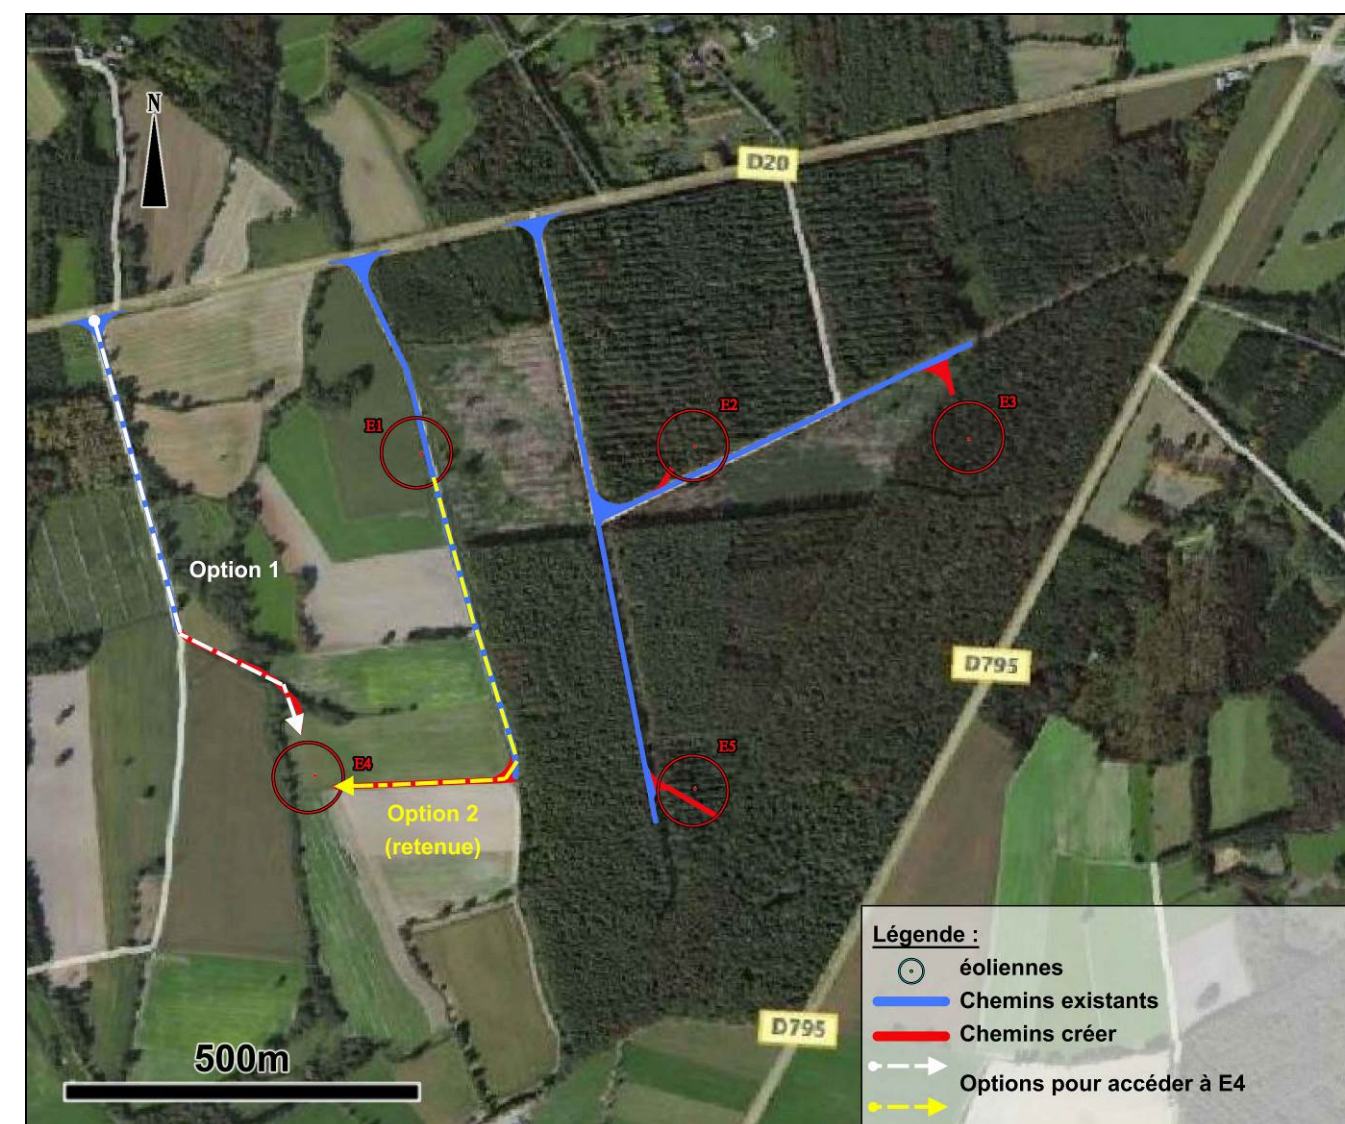 N
D20
E1
E2
E3
Option 1
D795
E4
E5
Option 2
(retenue)
500m
D795
Légende :
éoliennes
Chemins existants
Chemins créer
Options pour accéder à E4